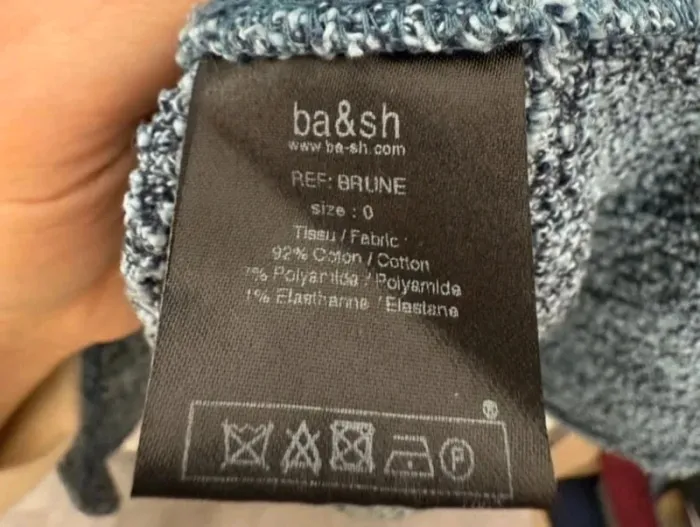 ba&sh
www.ba-sh.com
REF: BRUNE
size : 0
Tissu / Fabric
92% Coton / Cotton
7% Polyamide / Polyamide
1% Elasthanne / Elastane
®
P